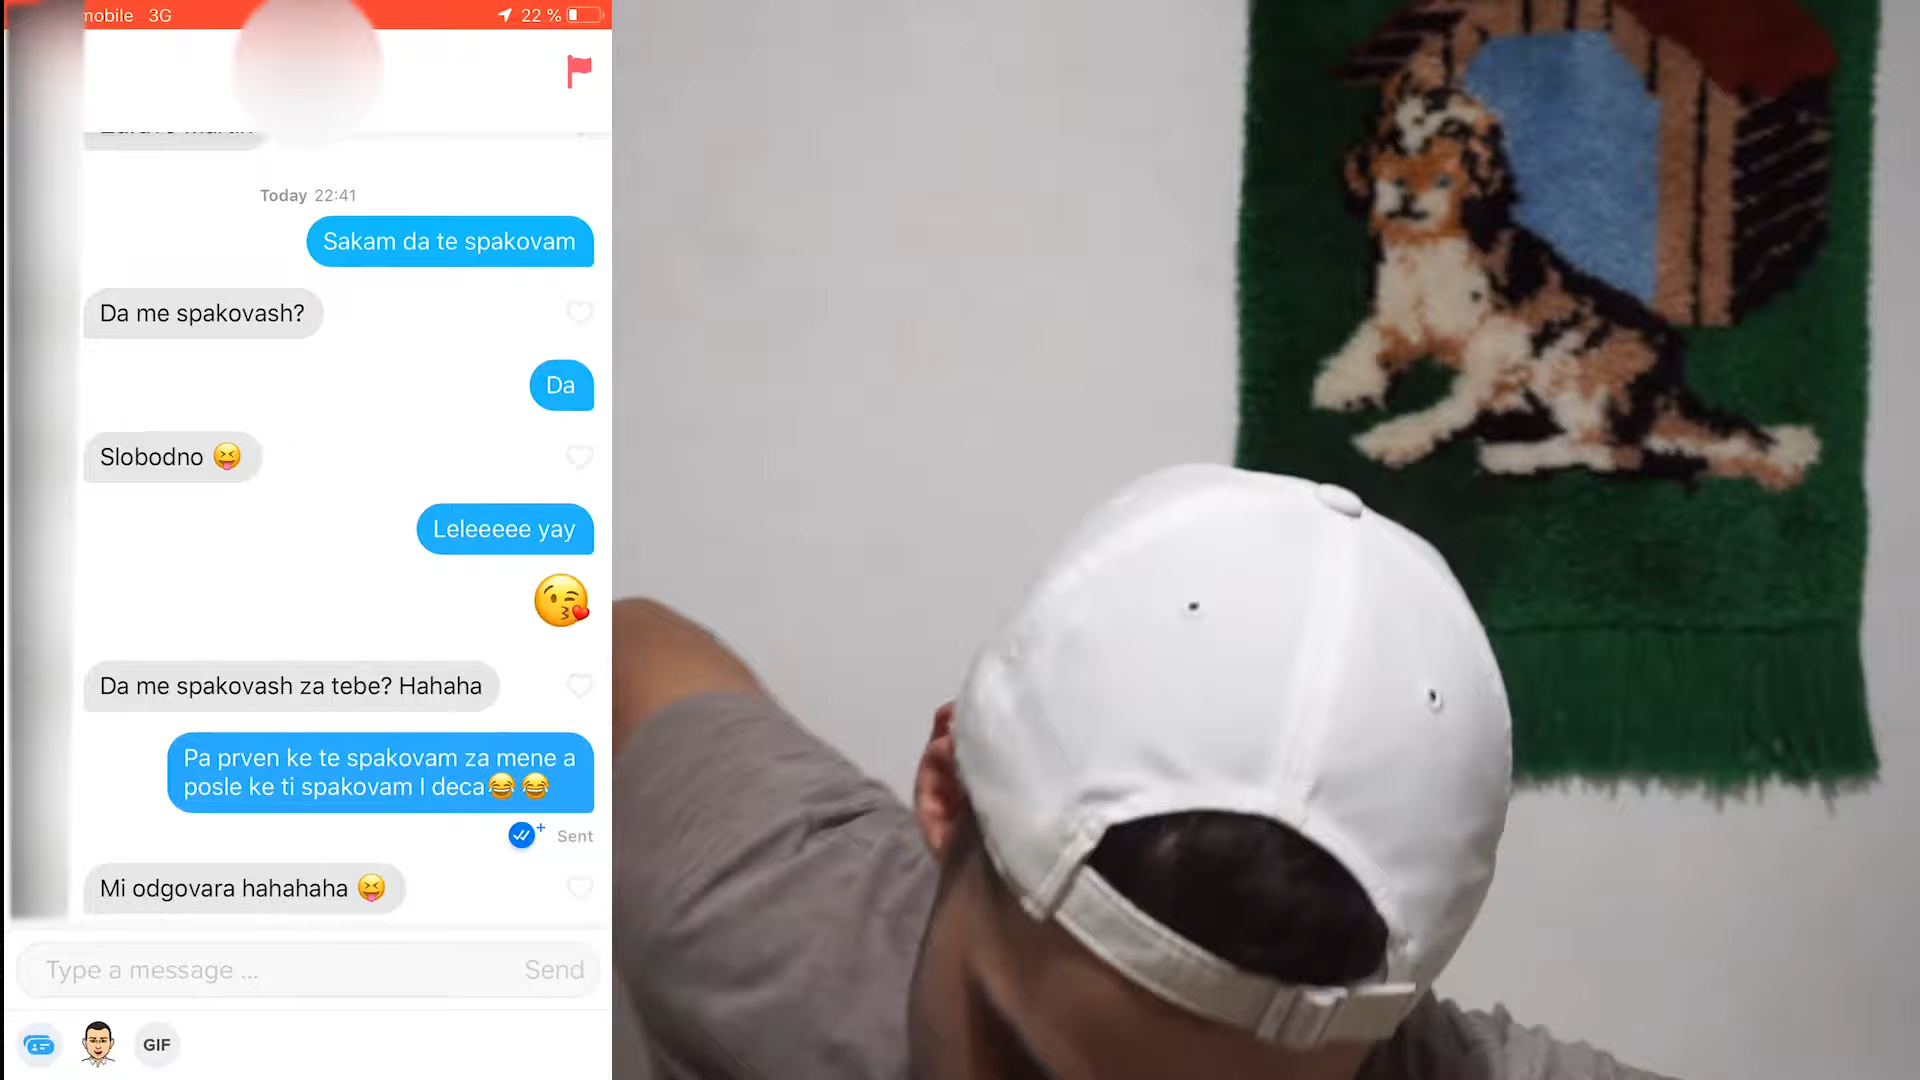 mobile 3G 22 %
Today 22:41
Sakam da te spakovam
Da me spakovash?
Da
Slobodno 😝
Leleeeee yay
😘
Da me spakovash za tebe? Hahaha
Pa prven ke te spakovam za mene a
posle ke ti spakovam I deca😂 😂
Sent
Mi odgovara hahahaha 😝
Type a message ... Send
GIF